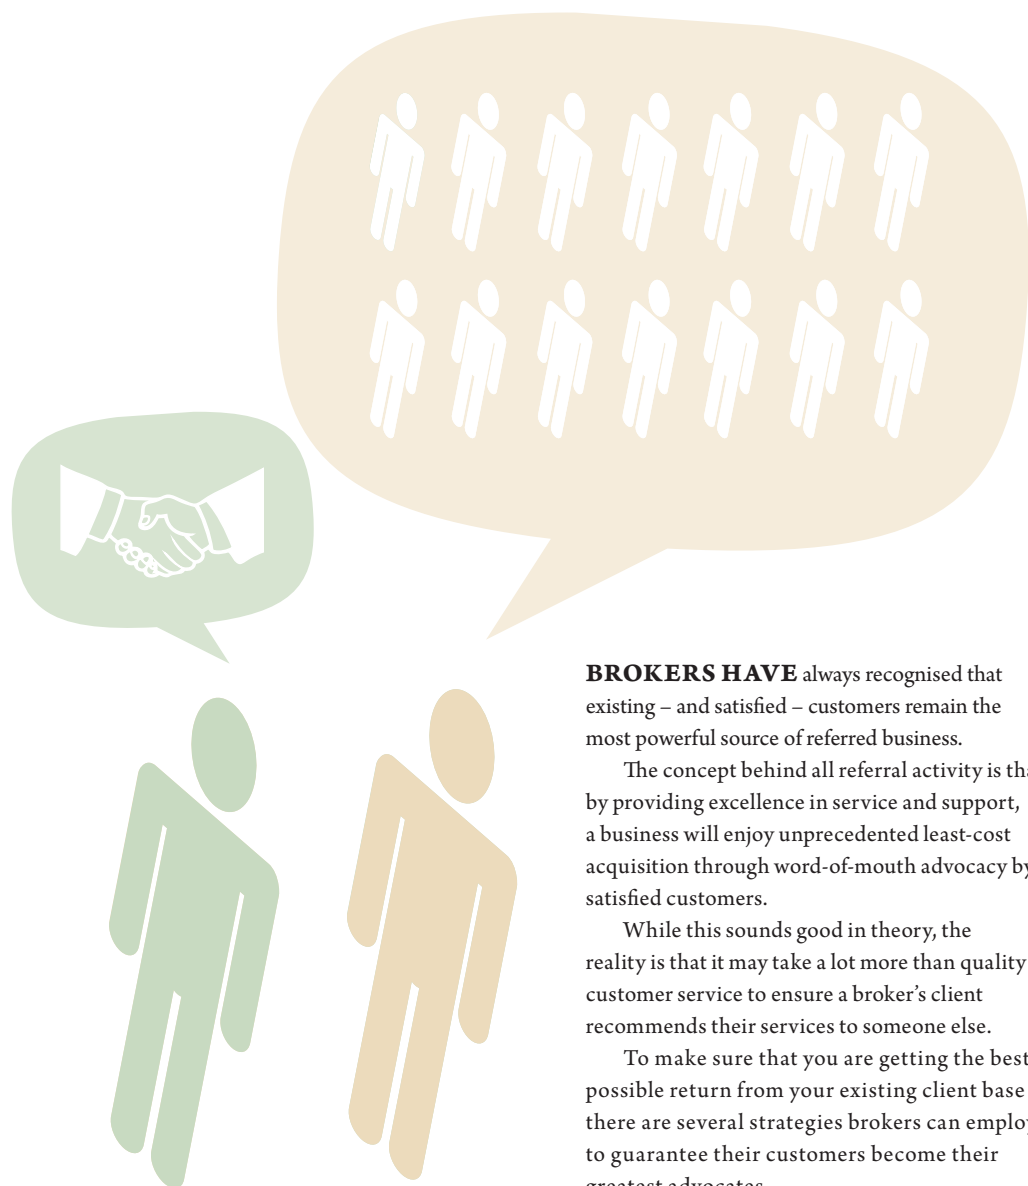 BROKERS HAVE always recognised that
existing – and satisfied – customers remain the
most powerful source of referred business.
The concept behind all referral activity is tha
by providing excellence in service and support,
a business will enjoy unprecedented least-cost
acquisition through word-of-mouth advocacy by
satisfied customers.
While this sounds good in theory, the
reality is that it may take a lot more than quality
customer service to ensure a broker’s client
recommends their services to someone else.
To make sure that you are getting the best
possible return from your existing client base
there are several strategies brokers can employ
to guarantee their customers become their
greatest advocates.